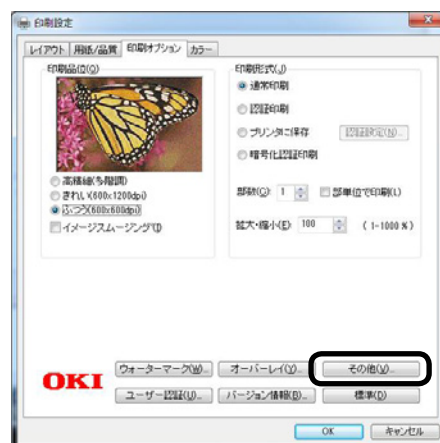 印刷設定
レイアウト 用紙/品質 印刷オプション カラー
印刷品位(O)
高精細(多階調)
きれい(600x1200dpi)
ふつう(600x600dpi)
イメージスムージング(I)
印刷形式(J)
通常印刷
認証印刷
プリンタに保存 認証設定(N)...
暗号化認証印刷
部数(Q): 1 部単位で印刷(L)
拡大・縮小(E): 100 (1-1000 %)
ウォーターマーク(W)... オーバーレイ(Y)... その他(V)...
OKI
ユーザー認証(U)... バージョン情報(B)... 標準(D)
OK キャンセル